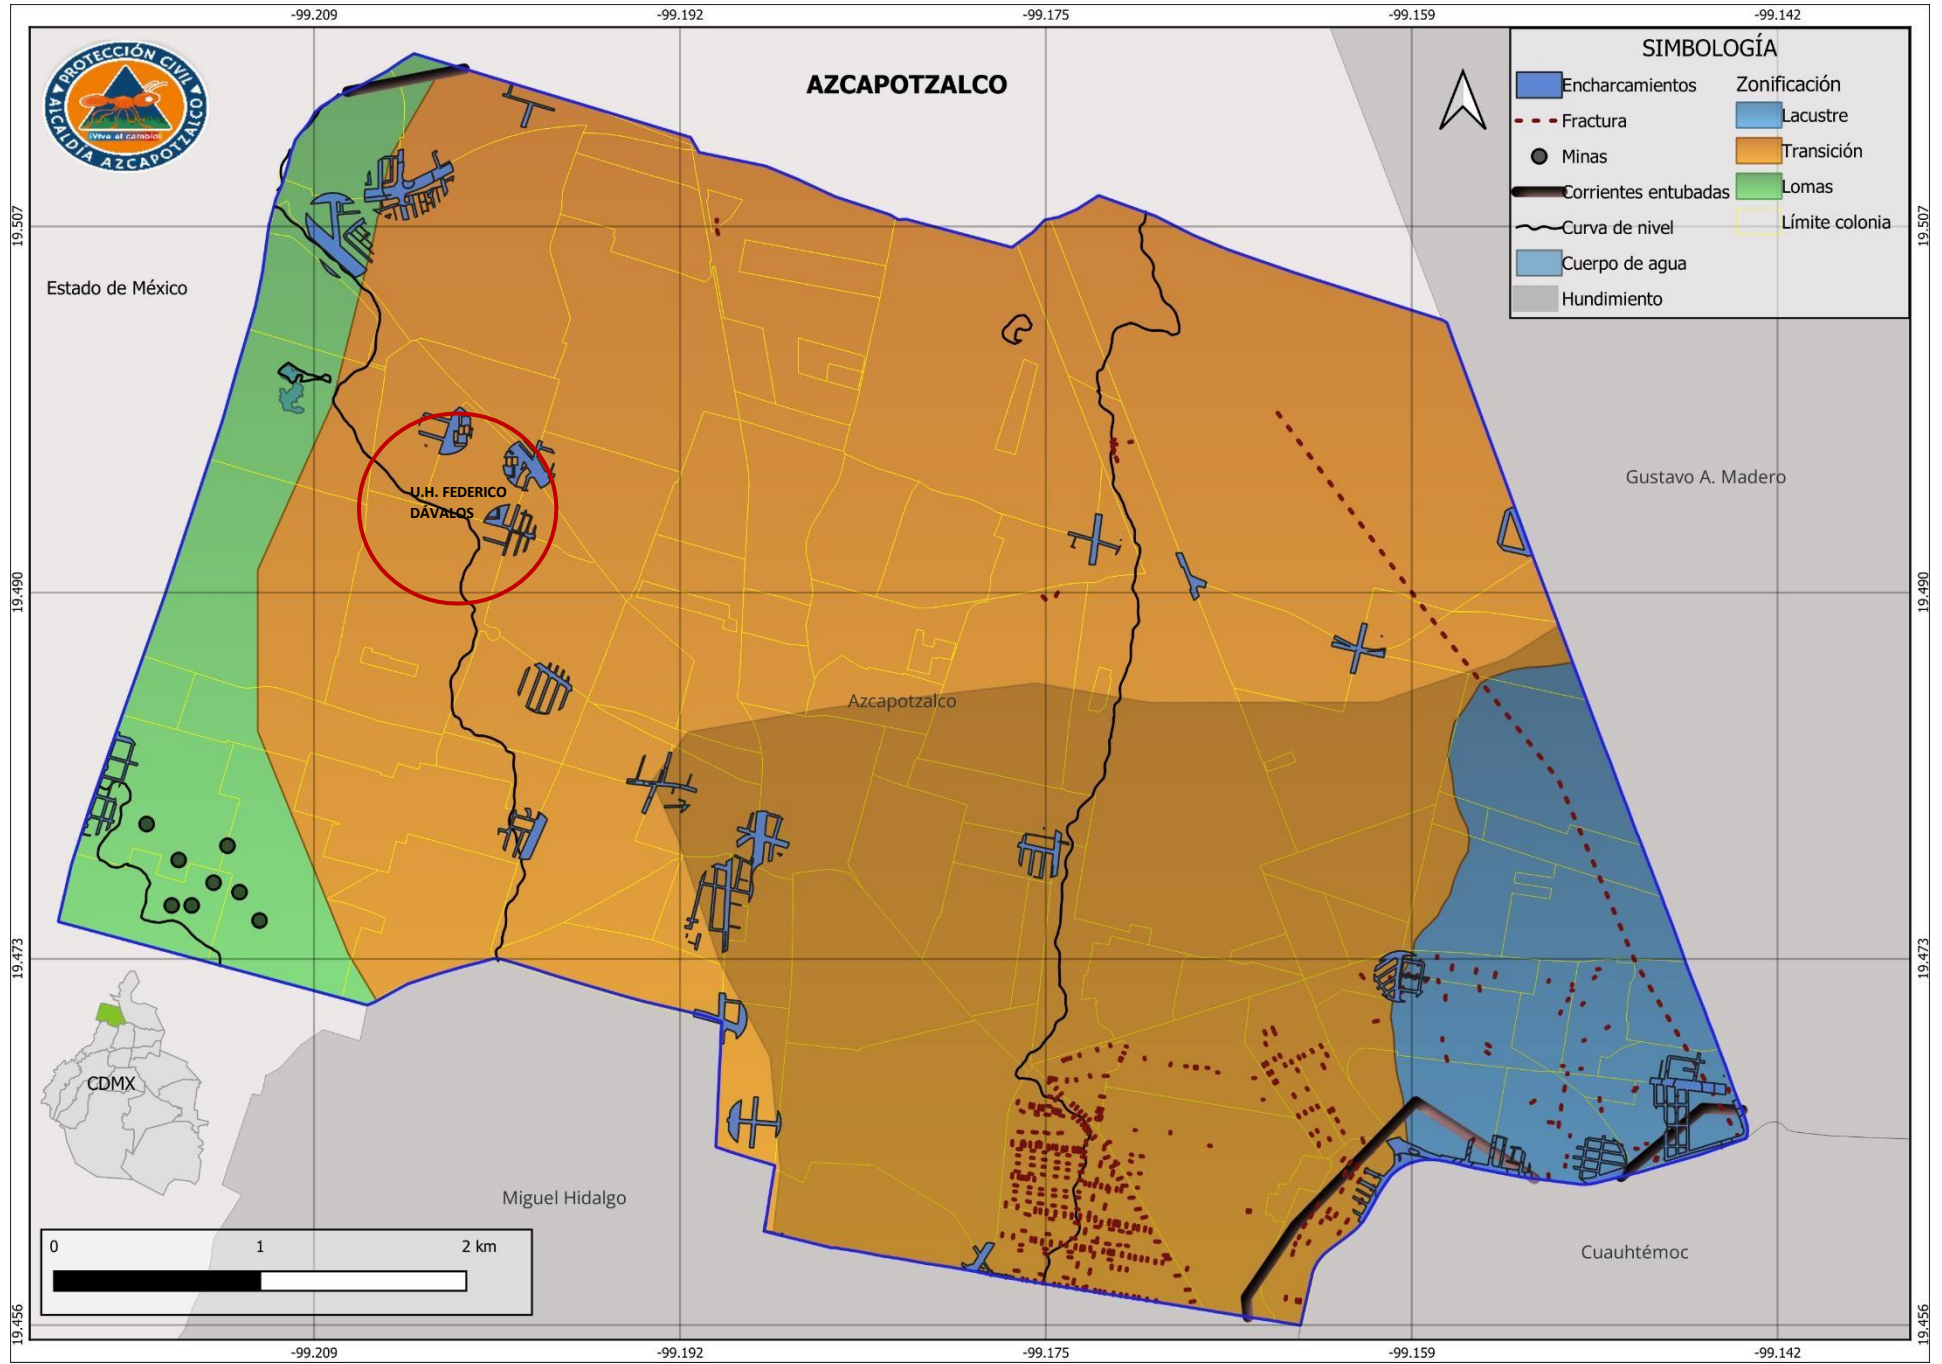 -99.209
-99.192
-99.175
-99.159
-99.142
PROTECCIÓN CIVIL
¡Vive el cambio!
ALCALDÍA AZCAPOTZALCO
AZCAPOTZALCO
SIMBOLOGÍA
Encharcamientos
Fractura
Minas
Corrientes entubadas
Curva de nivel
Cuerpo de agua
Hundimiento
Zonificación
Lacustre
Transición
Lomas
Límite colonia
19.507
19.507
Estado de México
Gustavo A. Madero
U.H. FEDERICO
DÁVALOS
19.490
19.490
Azcapotzalco
19.473
19.473
CDMX
Miguel Hidalgo
Cuauhtémoc
0
1
2 km
19.456
19.456
-99.209
-99.192
-99.175
-99.159
-99.142